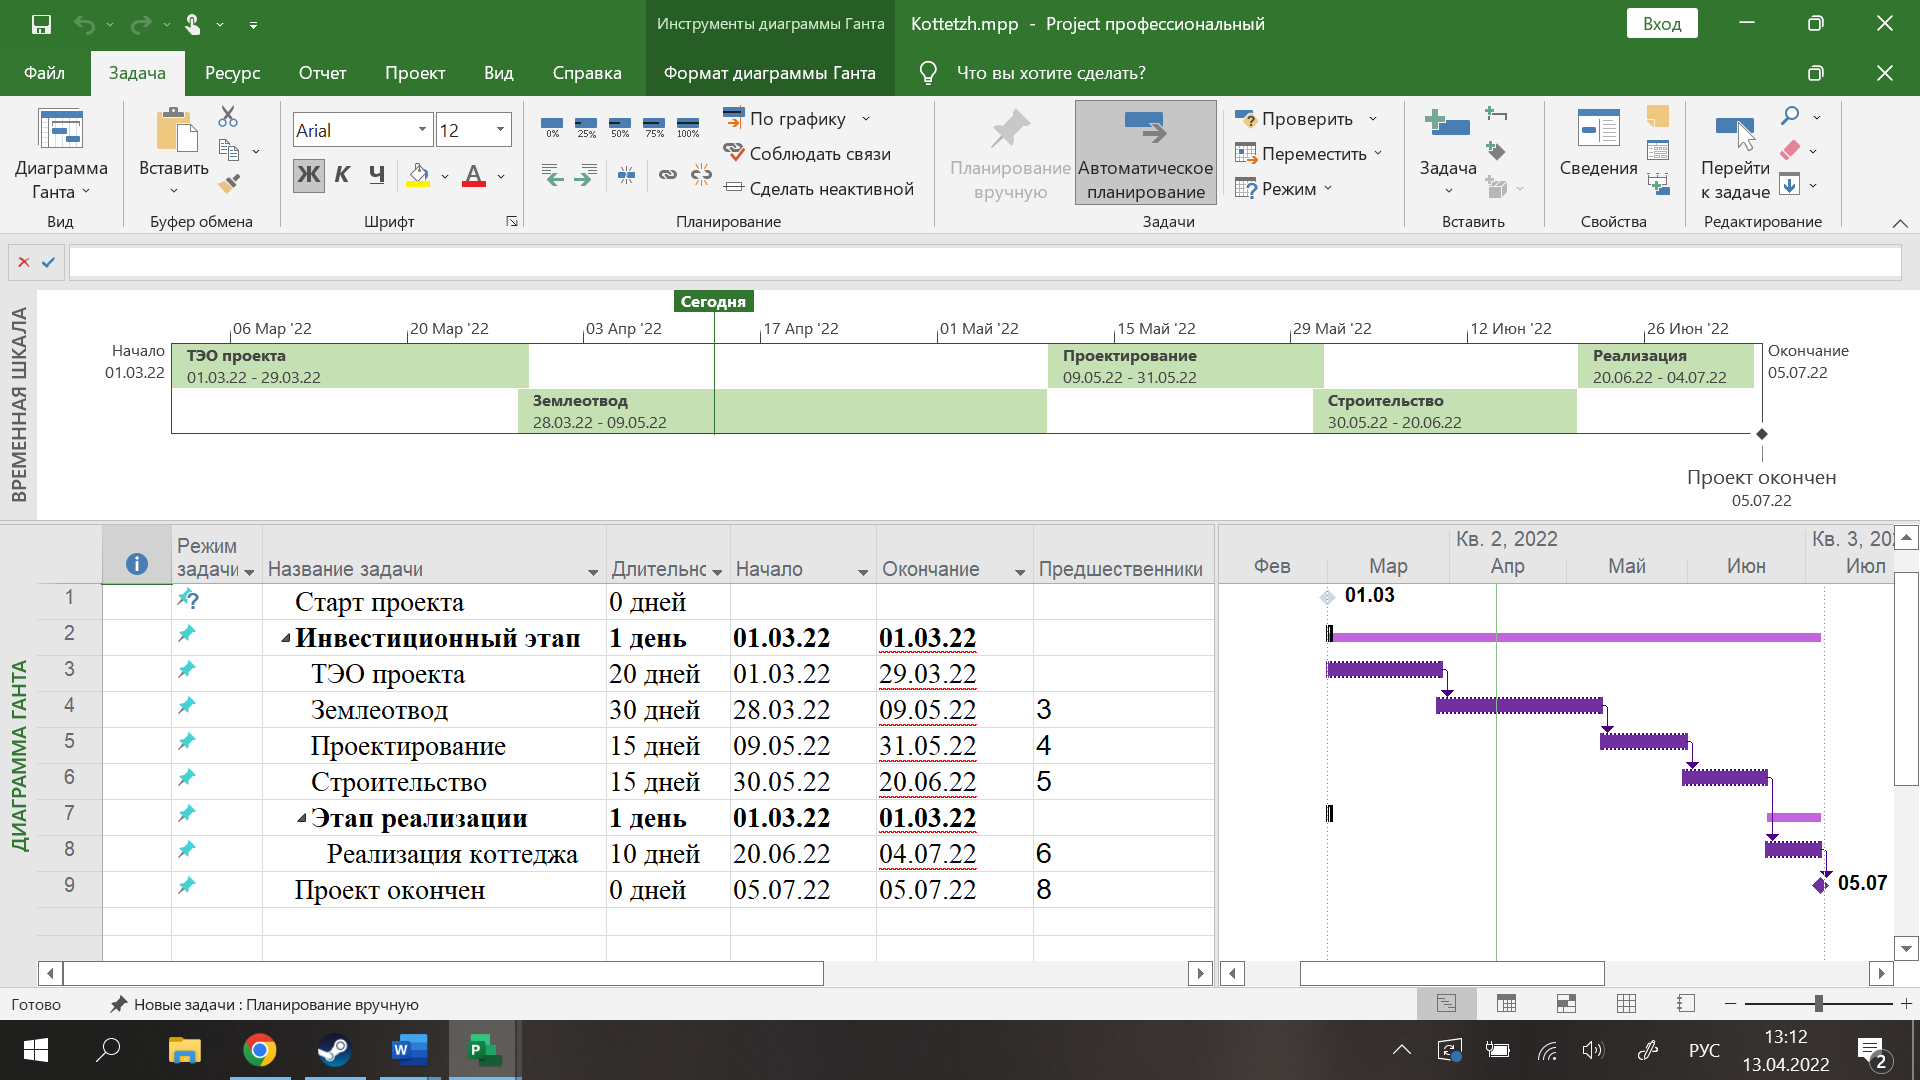 Инструменты диаграммы Ганта
Kottetzh.mpp - Project профессиональный
Вход
Файл Задача Ресурс Отчет Проект Вид Справка Формат диаграммы Ганта Что вы хотите сделать?
Диаграмма Ганта
Вид
Вставить
Буфер обмена
Arial 12
Ж К Ч А
Шрифт
0% 25% 50% 75% 100%
По графику
Соблюдать связи
Сделать неактивной
Планирование
Планирование вручную
Автоматическое планирование
Проверить
Переместить
Режим
Задачи
Задача
Вставить
Сведения
Свойства
Перейти к задаче
Редактирование
ВРЕМЕННАЯ ШКАЛА
Сегодня
06 Мар '22 20 Мар '22 03 Апр '22 17 Апр '22 01 Май '22 15 Май '22 29 Май '22 12 Июн '22 26 Июн '22
Начало
01.03.22
ТЭО проекта
01.03.22 - 29.03.22
Проектирование
09.05.22 - 31.05.22
Реализация
20.06.22 - 04.07.22
Окончание
05.07.22
Землеотвод
28.03.22 - 09.05.22
Строительство
30.05.22 - 20.06.22
Проект окончен
05.07.22
ДИАГРАММА ГАНТА
Режим задачи Название задачи Длительнс Начало Окончание Предшественники
1 Старт проекта 0 дней
2 Инвестиционный этап 1 день 01.03.22 01.03.22
3 ТЭО проекта 20 дней 01.03.22 29.03.22
4 Землеотвод 30 дней 28.03.22 09.05.22 3
5 Проектирование 15 дней 09.05.22 31.05.22 4
6 Строительство 15 дней 30.05.22 20.06.22 5
7 Этап реализации 1 день 01.03.22 01.03.22
8 Реализация коттеджа 10 дней 20.06.22 04.07.22 6
9 Проект окончен 0 дней 05.07.22 05.07.22 8
Кв. 2, 2022 Кв. 3, 202
Фев Мар Апр Май Июн Июл
01.03
05.07
Готово Новые задачи : Планирование вручную
РУС
13:12
13.04.2022
2